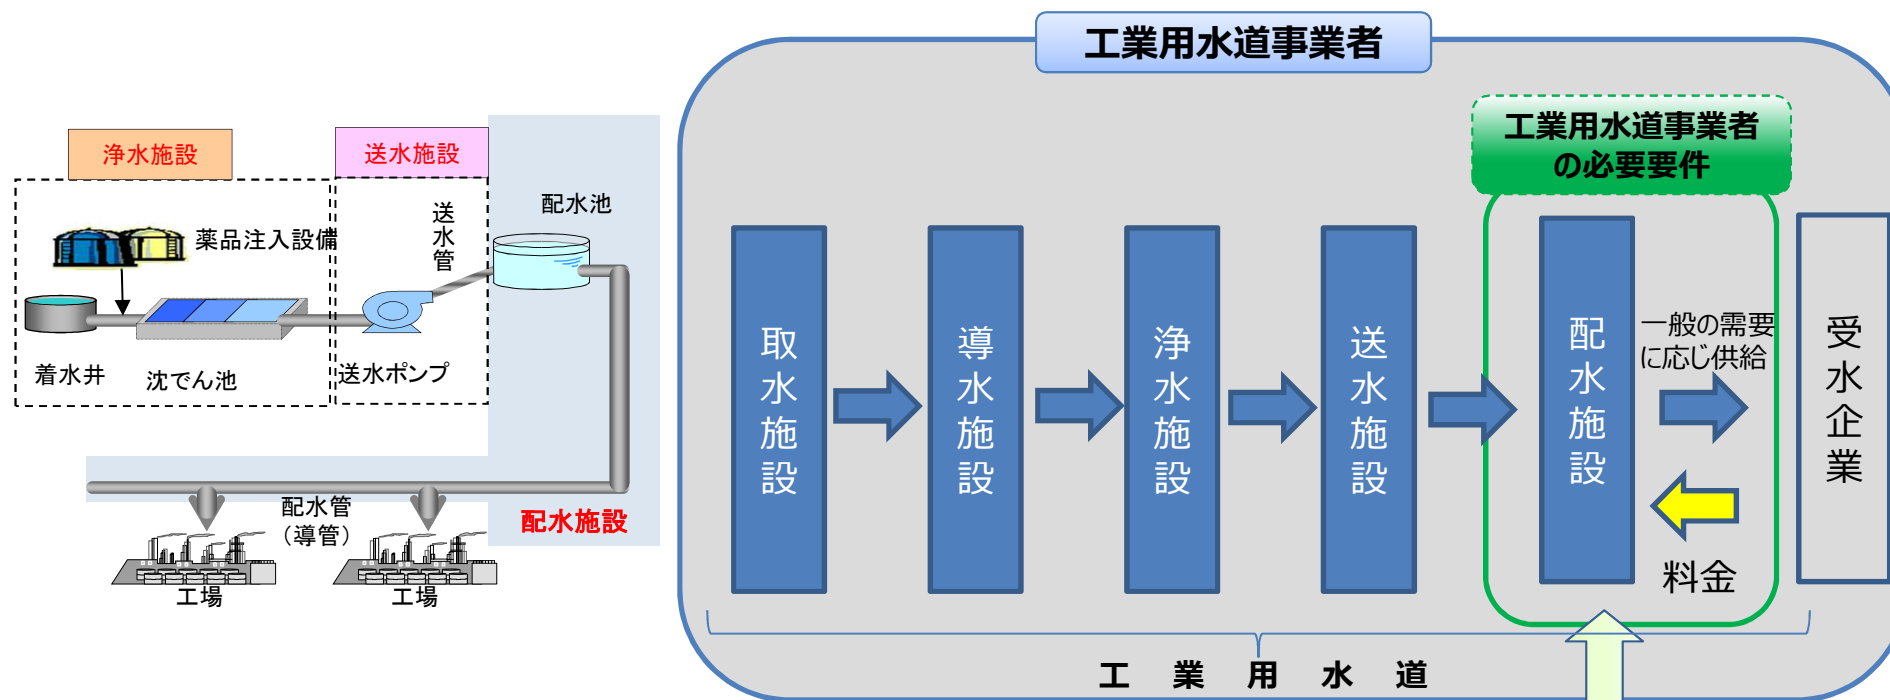 浄水施設
送水施設
薬品注入設備
送水管
配水池
着水井
沈でん池
送水ポンプ
配水管
（導管）
配水施設
工場
工場
工業用水道事業者
工業用水道事業者
の必要要件
取水施設
導水施設
浄水施設
送水施設
配水施設
一般の需要
に応じ供給
料金
受水企業
工業用水道